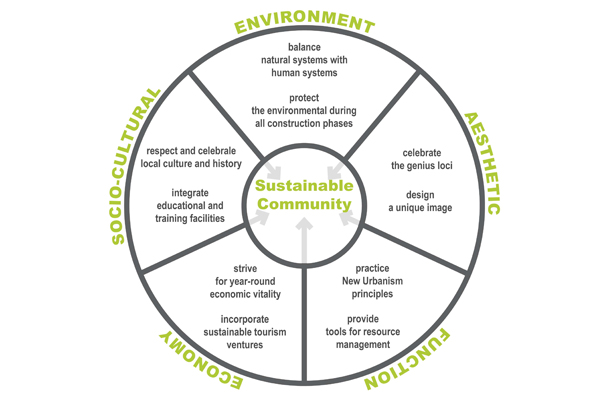 ENVIRONMENT
balance
natural systems with
human systems
protect
the environmental during
all construction phases
AESTHETIC
celebrate
the genius loci
design
a unique image
FUNCTION
practice
New Urbanism
principles
provide
tools for resource
management
ECONOMY
strive
for year-round
economic vitality
incorporate
sustainable tourism
ventures
SOCIO-CULTURAL
respect and celebrale
local culture and history
integrate
educational and
training facilities
Sustainable
Community